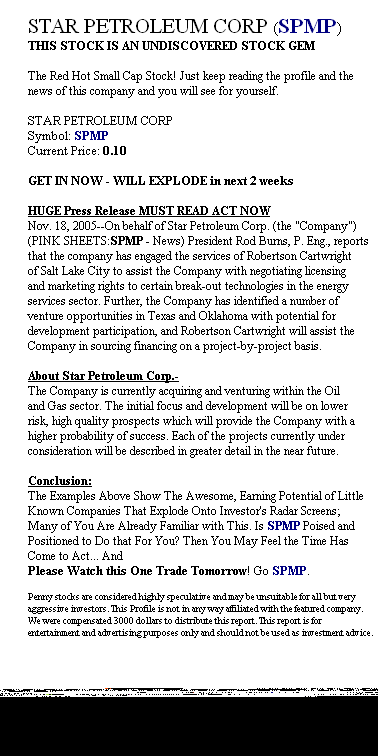 STAR PETROLEUM CORP (SPMP)
THIS STOCK IS AN UNDISCOVERED STOCK GEM
The Red Hot Small Cap Stock! Just keep reading the profile and the
news of this company and you will see for yourself.
STAR PETROLEUM CORP
Symbol: SPMP
Current Price: 0.10
GET IN NOW - WILL EXPLODE in next 2 weeks
HUGE Press Release MUST READ ACT NOW
Nov. 18, 2005--On behalf of Star Petroleum Corp. (the "Company")
(PINK SHEETS:SPMP - News) President Rod Burns, P. Eng., reports
that the company has engaged the services of Robertson Cartwright
of Salt Lake City to assist the Company with negotiating licensing
and marketing rights to certain break-out technologies in the energy
services sector. Further, the Company has identified a number of
venture opportunities in Texas and Oklahoma with potential for
development participation, and Robertson Cartwright will assist the
Company in sourcing financing on a project-by-project basis.
About Star Petroleum Corp.-
The Company is currently acquiring and venturing within the Oil
and Gas sector. The initial focus and development will be on lower
risk, high quality prospects which will provide the Company with a
higher probability of success. Each of the projects currently under
consideration will be described in greater detail in the near future.
Conclusion:
The Examples Above Show The Awesome, Earning Potential of Little
Known Companies That Explode Onto Investor's Radar Screens;
Many of You Are Already Familiar with This. Is SPMP Poised and
Positioned to Do that For You? Then You May Feel the Time Has
Come to Act... And
Please Watch this One Trade Tomorrow! Go SPMP.
Penny stocks are considered highly speculative and may be unsuitable for all but very
aggressive investors. This Profile is not in any way affiliated with the featured company.
We were compensated 3000 dollars to distribute this report. This report is for
entertainment and advertising purposes only and should not be used as investment advice.